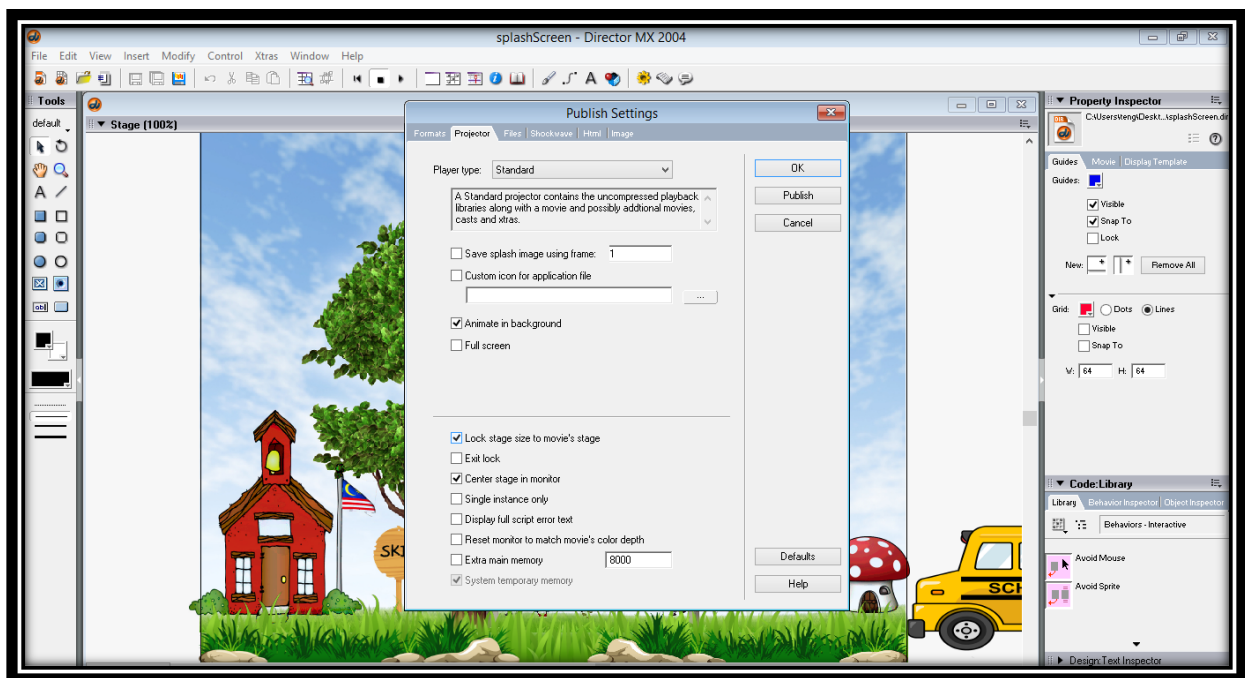 splashScreen - Director MX 2004
File Edit View Insert Modify Control Xtras Window Help
Tools
default
Stage (100%)
SKI
SCH
Publish Settings
Formats Projector Files Shockwave Html Image
Player type: Standard
A Standard projector contains the uncompressed playback
libraries along with a movie and possibly addtional movies,
casts and xtras.
Save splash image using frame: 1
Custom icon for application file
...
Animate in background
Full screen
Lock stage size to movie's stage
Exit lock
Center stage in monitor
Single instance only
Display full script error text
Reset monitor to match movie's color depth
Extra main memory 8000
System temporary memory
OK
Publish
Cancel
Defaults
Help
Property Inspector
C:\Users\teng\Deskt...\splashScreen.dir
Guides Movie Display Template
Guides:
Visible
Snap To
Lock
New: Remove All
Grid: Dots Lines
Visible
Snap To
W: 64 H: 64
Code:Library
Library Behavior Inspector Object Inspector
Behaviors - Interactive
Avoid Mouse
Avoid Sprite
Design:Text Inspector